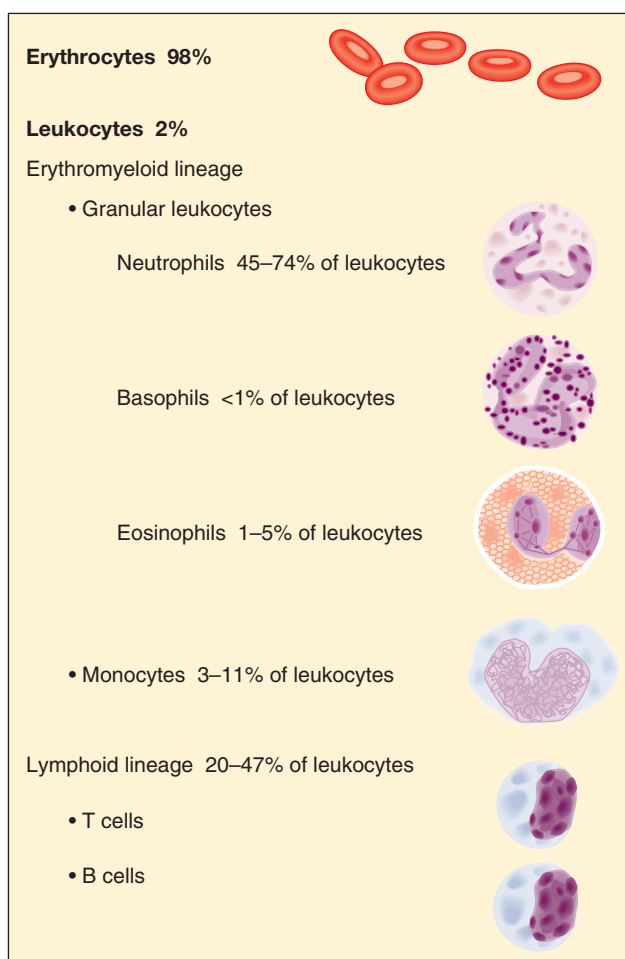 Erythrocytes 98%
Leukocytes 2%
Erythromyeloid lineage
• Granular leukocytes
Neutrophils 45–74% of leukocytes
Basophils <1% of leukocytes
Eosinophils 1–5% of leukocytes
• Monocytes 3–11% of leukocytes
Lymphoid lineage 20–47% of leukocytes
• T cells
• B cells